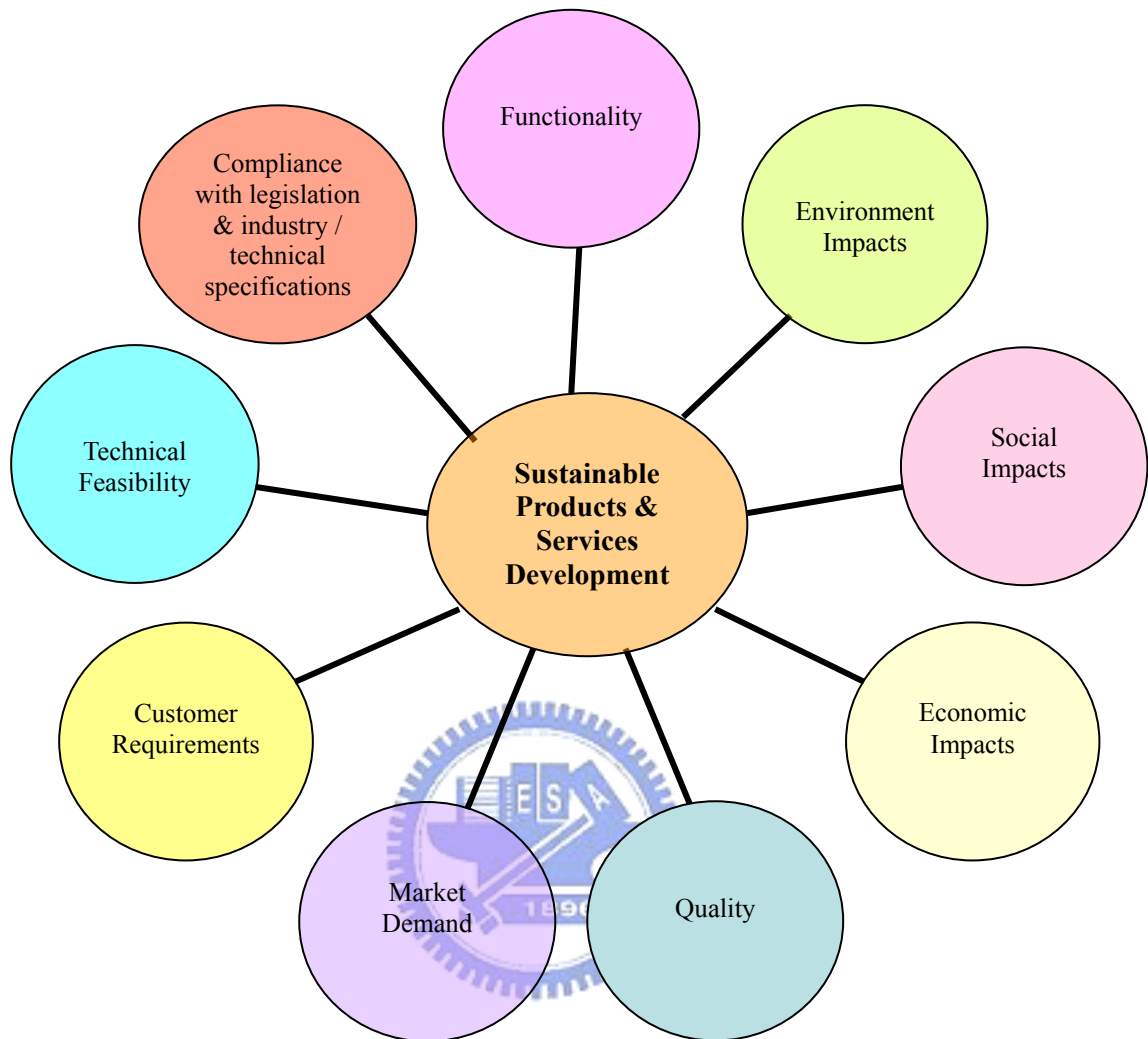 Functionality
Compliance
with legislation
& industry /
technical
specifications
Environment
Impacts
Technical
Feasibility
Social
Impacts
Sustainable
Products &
Services
Development
Customer
Requirements
Economic
Impacts
Market
Demand
Quality
E S A
1896